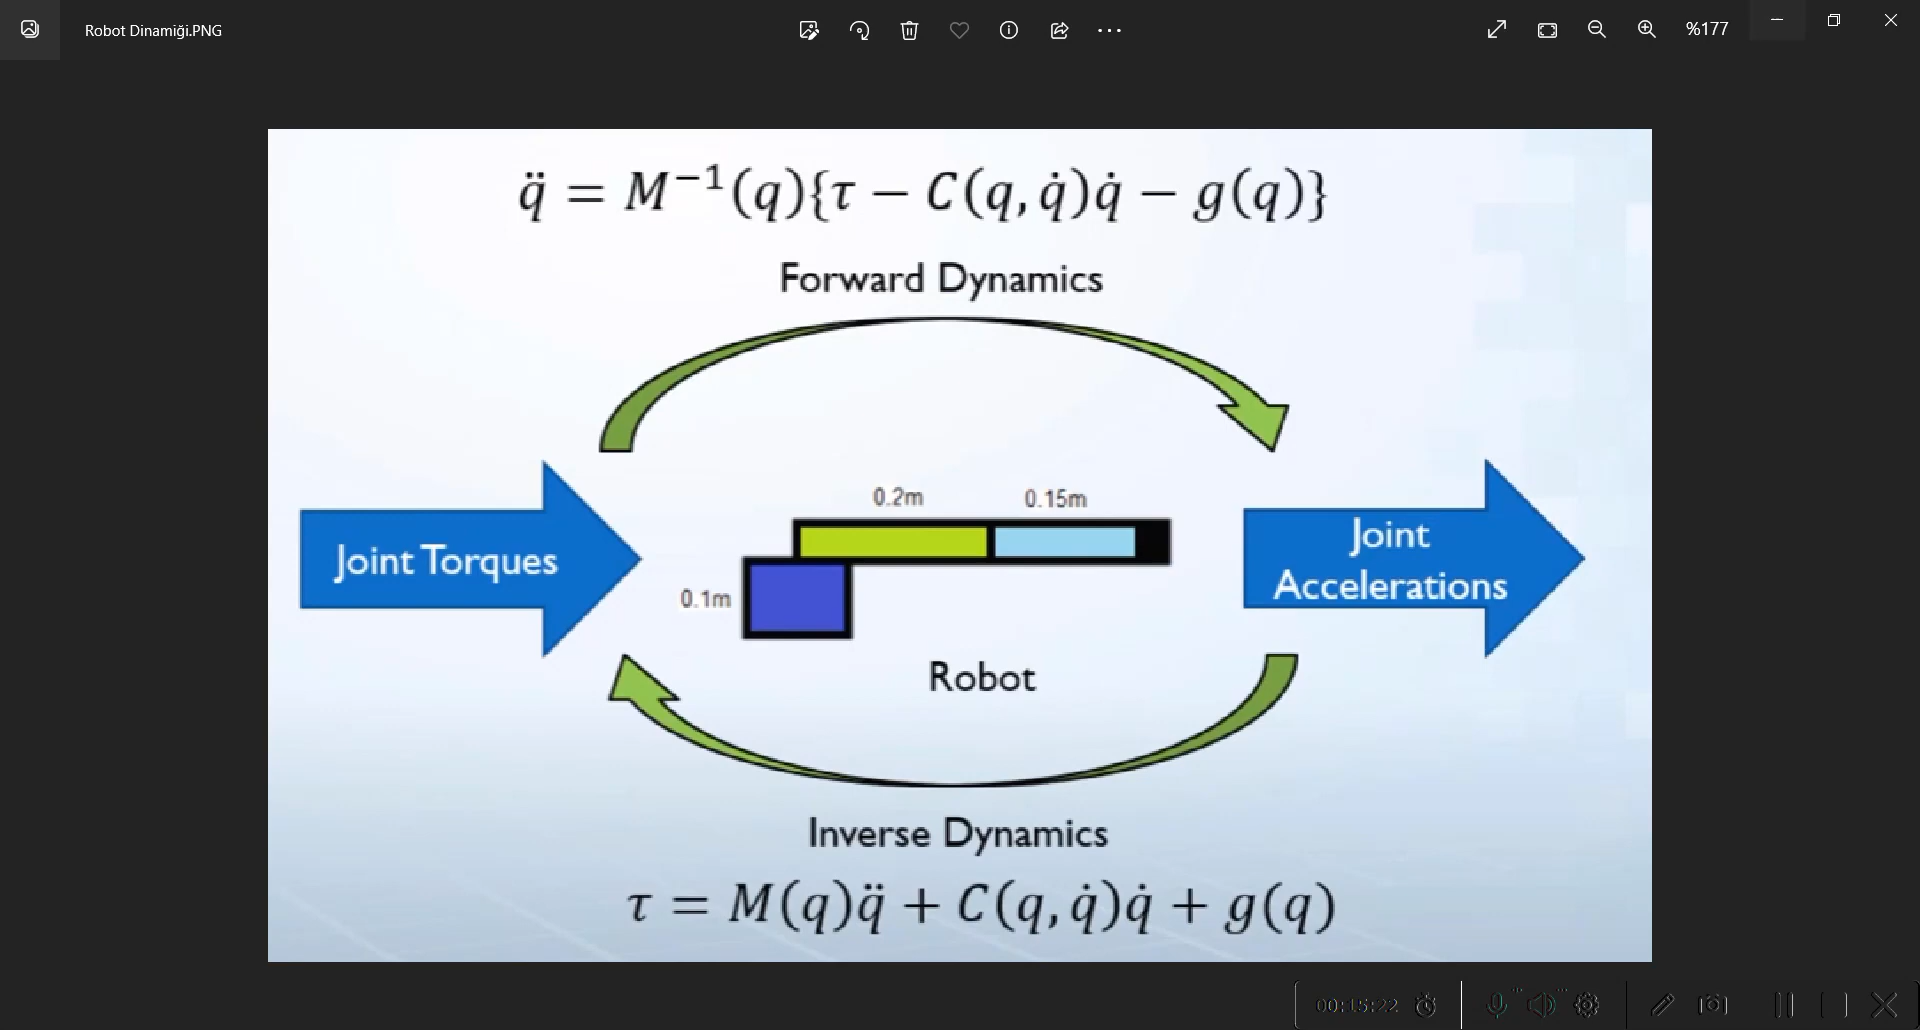 Robot Dinamiği.PNG
%177
q̈ = M⁻¹(q){τ − C(q, q̇)q̇ − g(q)}
Forward Dynamics
0.2m 0.15m
Joint Torques
Joint
Accelerations
0.1m
Robot
Inverse Dynamics
τ = M(q)q̈ + C(q, q̇)q̇ + g(q)
00:15:22